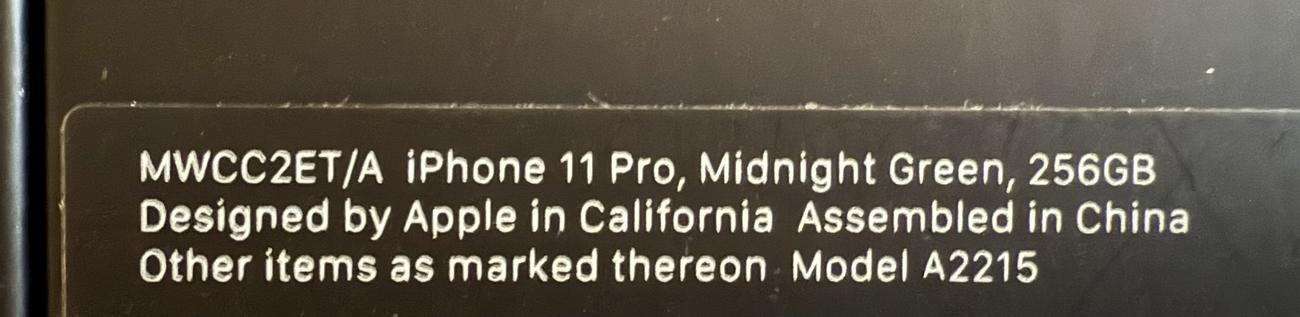 MWCC2ET/A iPhone 11 Pro, Midnight Green, 256GB
Designed by Apple in California Assembled in China
Other items as marked thereon Model A2215